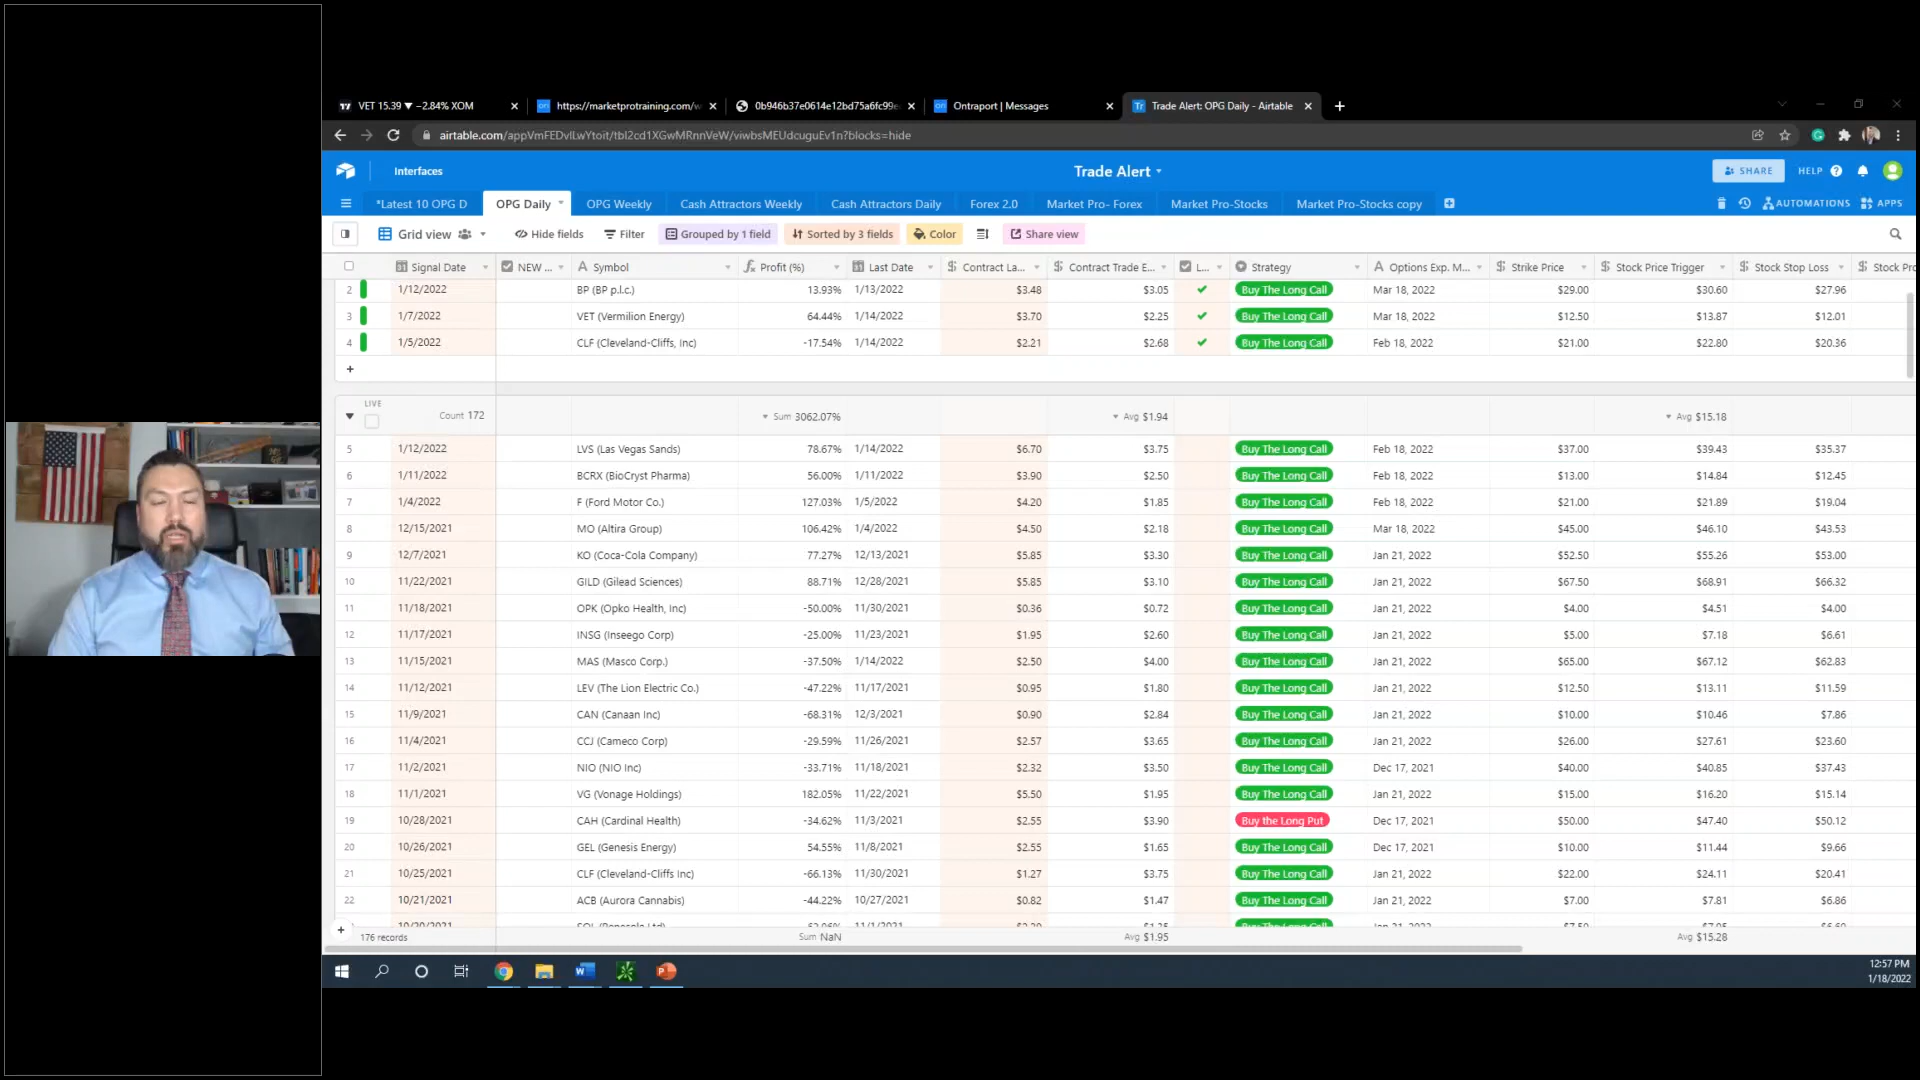 VET 15.39 ▼ −2.84% XOM
https://marketprotraining.com/w
0b946b37e0614e12bd75a6fc99e
Ontraport | Messages
Trade Alert: OPG Daily - Airtable
airtable.com/appVmFEDvlLwYtoit/tbl2cd1XGwMRnnVeW/viwbsMEUdcuguEv1n?blocks=hide
Interfaces
Trade Alert
SHARE
HELP
*Latest 10 OPG D
OPG Daily
OPG Weekly
Cash Attractors Weekly
Cash Attractors Daily
Forex 2.0
Market Pro- Forex
Market Pro-Stocks
Market Pro-Stocks copy
AUTOMATIONS
APPS
Grid view
Hide fields
Filter
Grouped by 1 field
Sorted by 3 fields
Color
Share view
Signal Date NEW ... Symbol Profit (%) Last Date Contract La... Contract Trade E... L... Strategy Options Exp. M... Strike Price Stock Price Trigger Stock Stop Loss Stock Pro
2 1/12/2022 BP (BP p.l.c.) 13.93% 1/13/2022 $3.48 $3.05 Buy The Long Call Mar 18, 2022 $29.00 $30.60 $27.96
3 1/7/2022 VET (Vermilion Energy) 64.44% 1/14/2022 $3.70 $2.25 Buy The Long Call Mar 18, 2022 $12.50 $13.87 $12.01
4 1/5/2022 CLF (Cleveland-Cliffs, Inc) -17.54% 1/14/2022 $2.21 $2.68 Buy The Long Call Feb 18, 2022 $21.00 $22.80 $20.36
LIVE
Count 172 Sum 3062.07% Avg $1.94 Avg $15.18
5 1/12/2022 LVS (Las Vegas Sands) 78.67% 1/14/2022 $6.70 $3.75 Buy The Long Call Feb 18, 2022 $37.00 $39.43 $35.37
6 1/11/2022 BCRX (BioCryst Pharma) 56.00% 1/11/2022 $3.90 $2.50 Buy The Long Call Feb 18, 2022 $13.00 $14.84 $12.45
7 1/4/2022 F (Ford Motor Co.) 127.03% 1/5/2022 $4.20 $1.85 Buy The Long Call Feb 18, 2022 $21.00 $21.89 $19.04
8 12/15/2021 MO (Altira Group) 106.42% 1/4/2022 $4.50 $2.18 Buy The Long Call Mar 18, 2022 $45.00 $46.10 $43.53
9 12/7/2021 KO (Coca-Cola Company) 77.27% 12/13/2021 $5.85 $3.30 Buy The Long Call Jan 21, 2022 $52.50 $55.26 $53.00
10 11/22/2021 GILD (Gilead Sciences) 88.71% 12/28/2021 $5.85 $3.10 Buy The Long Call Jan 21, 2022 $67.50 $68.91 $66.32
11 11/18/2021 OPK (Opko Health, Inc) -50.00% 11/30/2021 $0.36 $0.72 Buy The Long Call Jan 21, 2022 $4.00 $4.51 $4.00
12 11/17/2021 INSG (Inseego Corp) -25.00% 11/23/2021 $1.95 $2.60 Buy The Long Call Jan 21, 2022 $5.00 $7.18 $6.61
13 11/15/2021 MAS (Masco Corp.) -37.50% 1/14/2022 $2.50 $4.00 Buy The Long Call Jan 21, 2022 $65.00 $67.12 $62.83
14 11/12/2021 LEV (The Lion Electric Co.) -47.22% 11/17/2021 $0.95 $1.80 Buy The Long Call Jan 21, 2022 $12.50 $13.11 $11.59
15 11/9/2021 CAN (Canaan Inc) -68.31% 12/3/2021 $0.90 $2.84 Buy The Long Call Jan 21, 2022 $10.00 $10.46 $7.86
16 11/4/2021 CCJ (Cameco Corp) -29.59% 11/26/2021 $2.57 $3.65 Buy The Long Call Jan 21, 2022 $26.00 $27.61 $23.60
17 11/2/2021 NIO (NIO Inc) -33.71% 11/18/2021 $2.32 $3.50 Buy The Long Call Dec 17, 2021 $40.00 $40.85 $37.43
18 11/1/2021 VG (Vonage Holdings) 182.05% 11/22/2021 $5.50 $1.95 Buy The Long Call Jan 21, 2022 $15.00 $16.20 $15.14
19 10/28/2021 CAH (Cardinal Health) -34.62% 11/3/2021 $2.55 $3.90 Buy the Long Put Dec 17, 2021 $50.00 $47.40 $50.12
20 10/26/2021 GEL (Genesis Energy) 54.55% 11/8/2021 $2.55 $1.65 Buy The Long Call Dec 17, 2021 $10.00 $11.44 $9.66
21 10/25/2021 CLF (Cleveland-Cliffs Inc) -66.13% 11/30/2021 $1.27 $3.75 Buy The Long Call Jan 21, 2022 $22.00 $24.11 $20.41
22 10/21/2021 ACB (Aurora Cannabis) -44.22% 10/27/2021 $0.82 $1.47 Buy The Long Call Jan 21, 2022 $7.00 $7.81 $6.86
176 records Sum NaN Avg $1.95 Avg $15.28
12:57 PM
1/18/2022